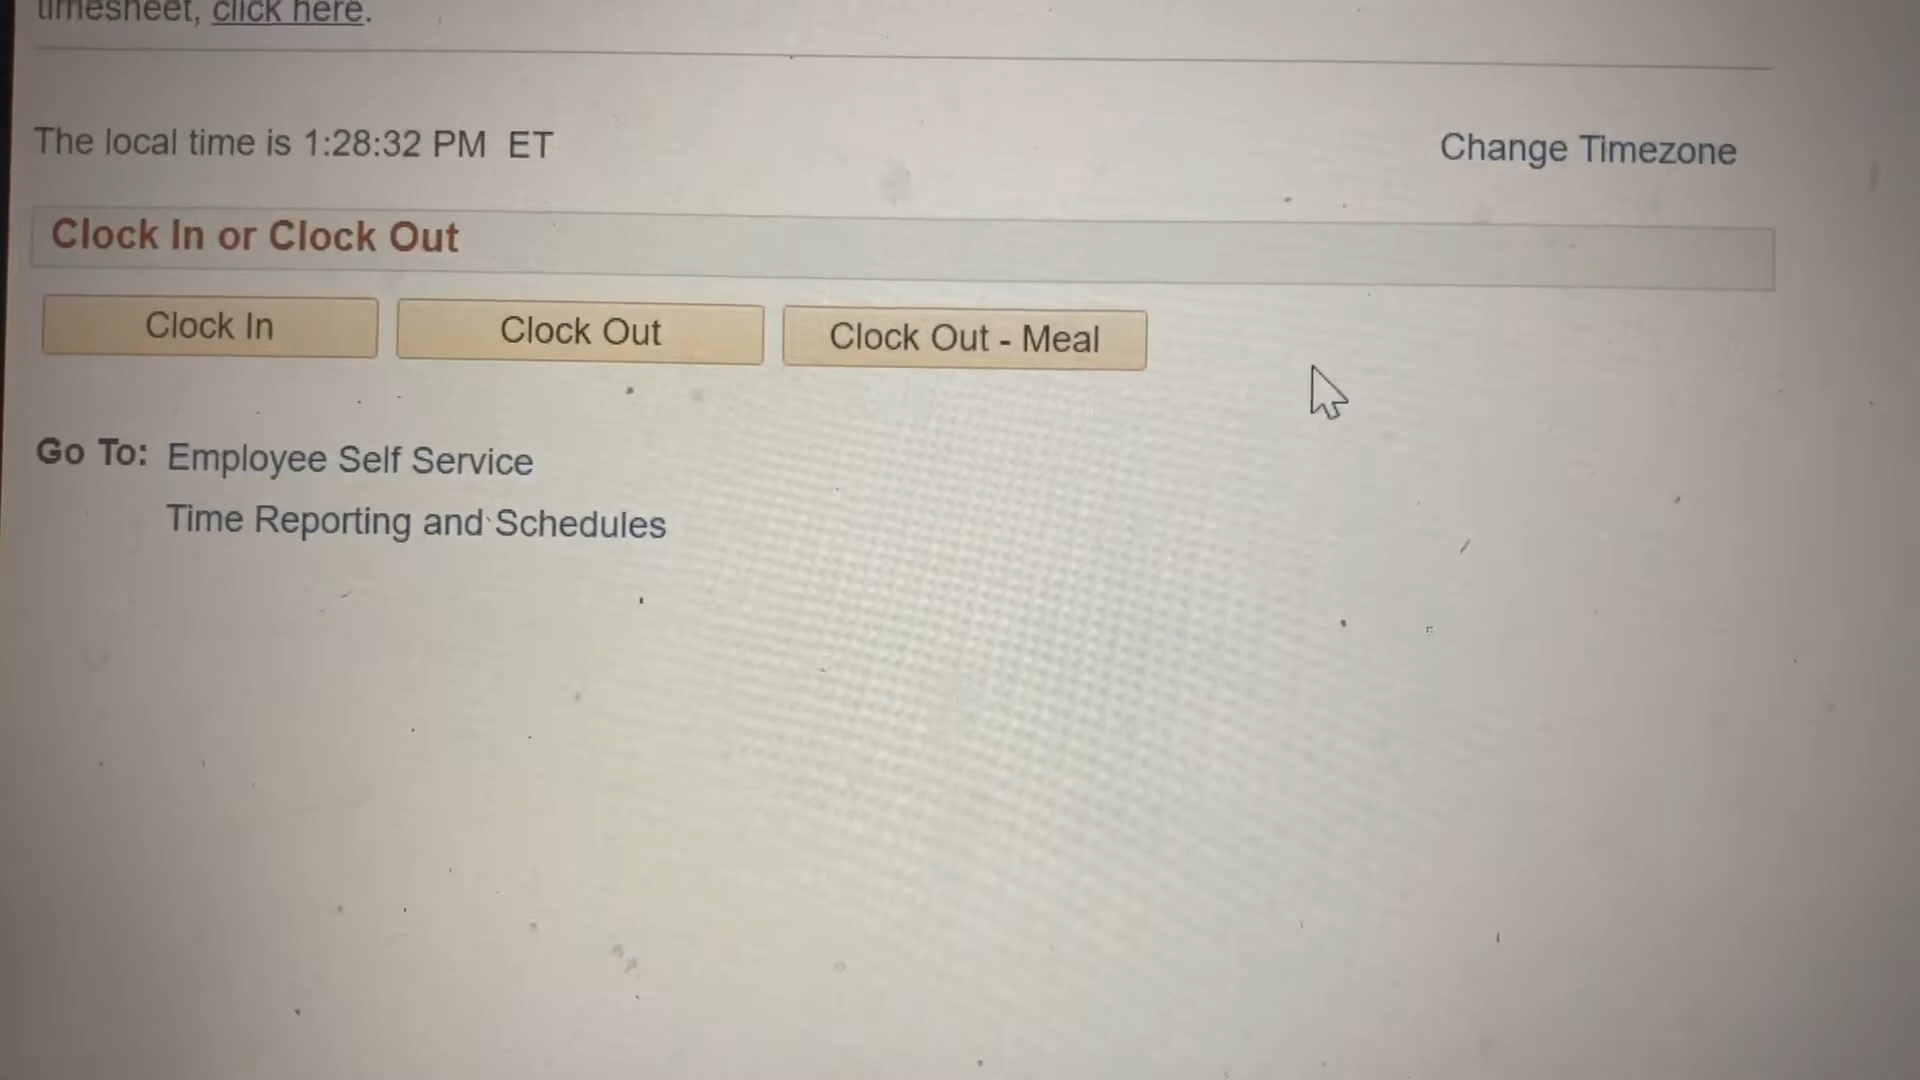 timesheet, click here.
The local time is 1:28:32 PM ET
Change Timezone
Clock In or Clock Out
Clock In
Clock Out
Clock Out - Meal
Go To: Employee Self Service
Time Reporting and Schedules